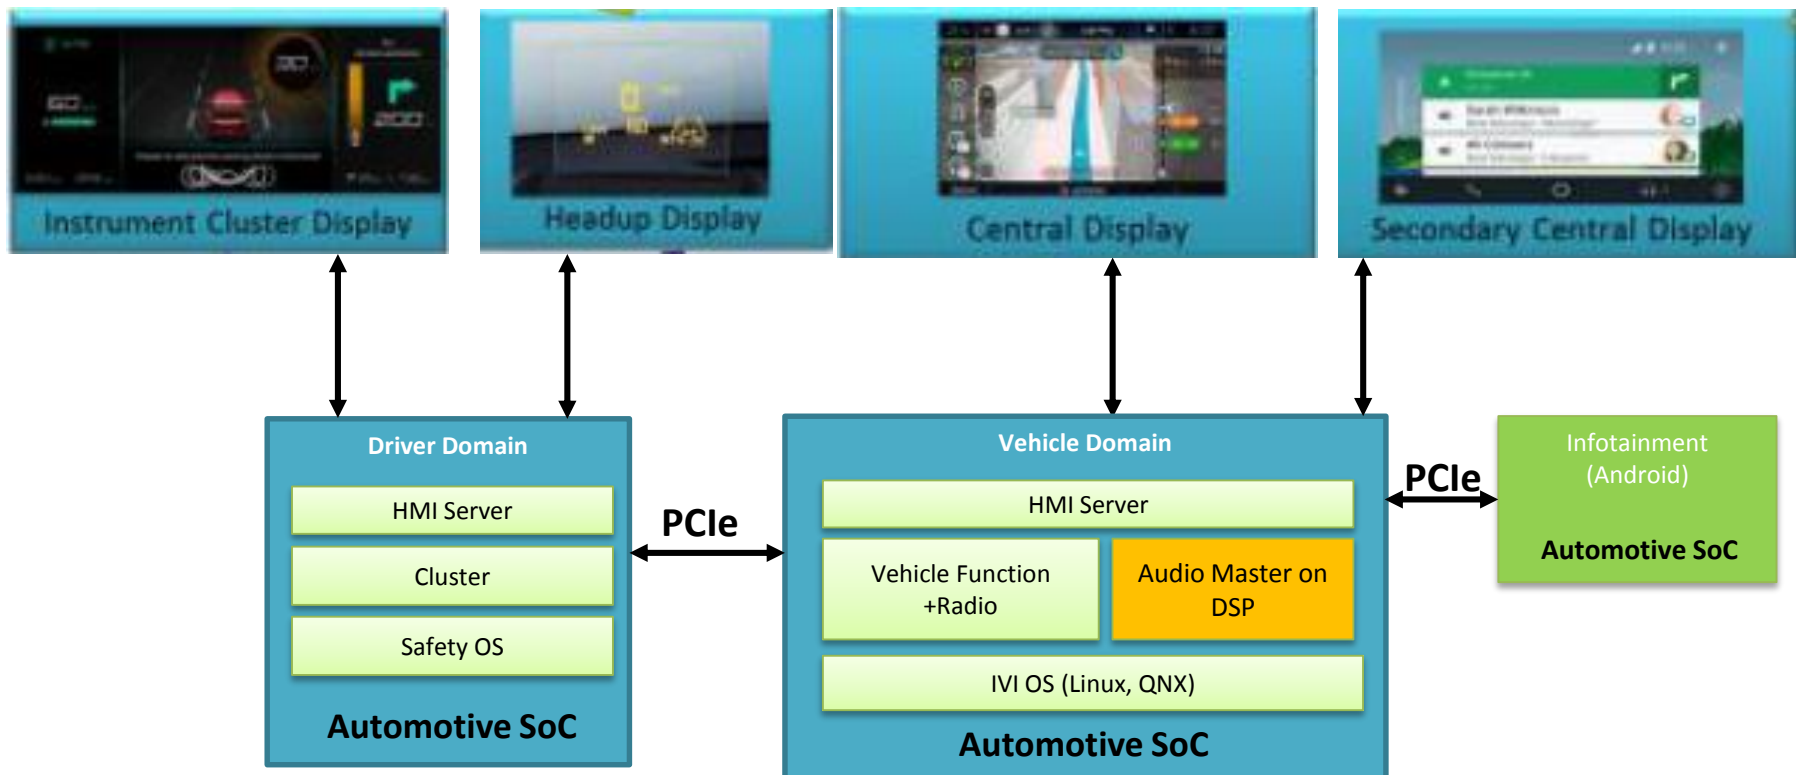 Instrument Cluster Display
Headup Display
Central Display
Secondary Central Display
Driver Domain
HMI Server
Cluster
Safety OS
Automotive SoC
PCIe
Vehicle Domain
HMI Server
Vehicle Function
+Radio
Audio Master on
DSP
IVI OS (Linux, QNX)
Automotive SoC
PCIe
Infotainment
(Android)
Automotive SoC